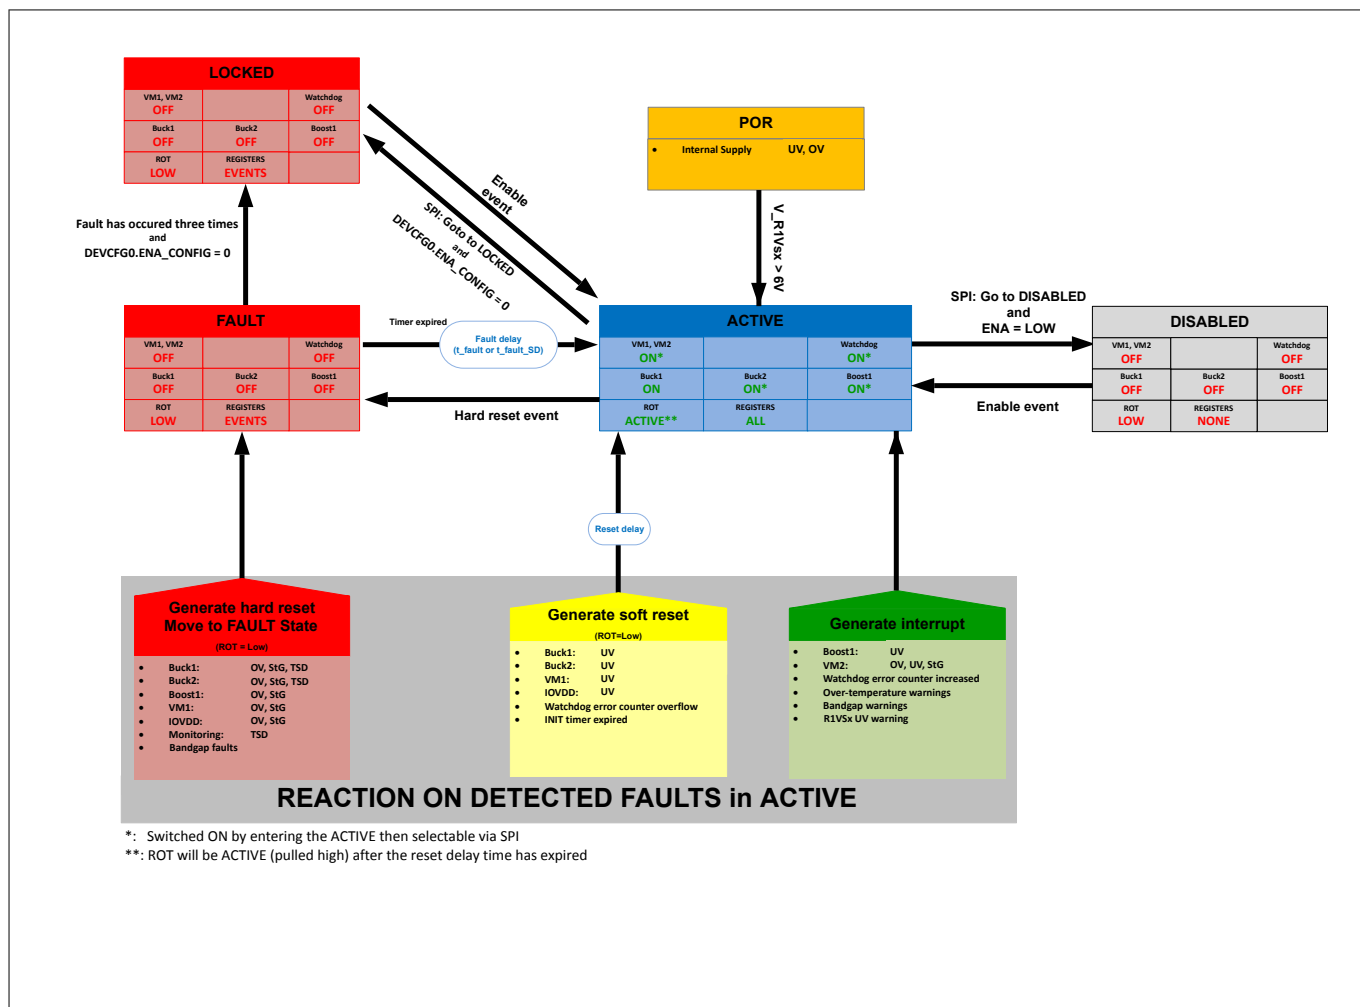 LOCKED
VM1, VM2 Watchdog
OFF OFF
Buck1 Buck2 Boost1
OFF OFF OFF
ROT REGISTERS
LOW EVENTS
POR
• Internal Supply UV, OV
Enable
event
SPI: Goto to LOCKED
and
DEVCFG0.ENA_CONFIG = 0
Fault has occured three times
and
DEVCFG0.ENA_CONFIG = 0
V_R1Vsx > 6V
FAULT
VM1, VM2 Watchdog
OFF OFF
Buck1 Buck2 Boost1
OFF OFF OFF
ROT REGISTERS
LOW EVENTS
Timer expired
Fault delay
(t_fault or t_fault_SD)
Hard reset event
ACTIVE
VM1, VM2 Watchdog
ON* ON*
Buck1 Buck2 Boost1
ON ON* ON*
ROT REGISTERS
ACTIVE** ALL
SPI: Go to DISABLED
and
ENA = LOW
Enable event
DISABLED
VM1, VM2 Watchdog
OFF OFF
Buck1 Buck2 Boost1
OFF OFF OFF
ROT REGISTERS
LOW NONE
Reset delay
Generate hard reset
Move to FAULT State
(ROT = Low)
• Buck1: OV, StG, TSD
• Buck2: OV, StG, TSD
• Boost1: OV, StG
• VM1: OV, StG
• IOVDD: OV, StG
• Monitoring: TSD
• Bandgap faults
Generate soft reset
(ROT=Low)
• Buck1: UV
• Buck2: UV
• VM1: UV
• IOVDD: UV
• Watchdog error counter overflow
• INIT timer expired
Generate interrupt
• Boost1: UV
• VM2: OV, UV, StG
• Watchdog error counter increased
• Over-temperature warnings
• Bandgap warnings
• R1VSx UV warning
REACTION ON DETECTED FAULTS in ACTIVE
*: Switched ON by entering the ACTIVE then selectable via SPI
**: ROT will be ACTIVE (pulled high) after the reset delay time has expired